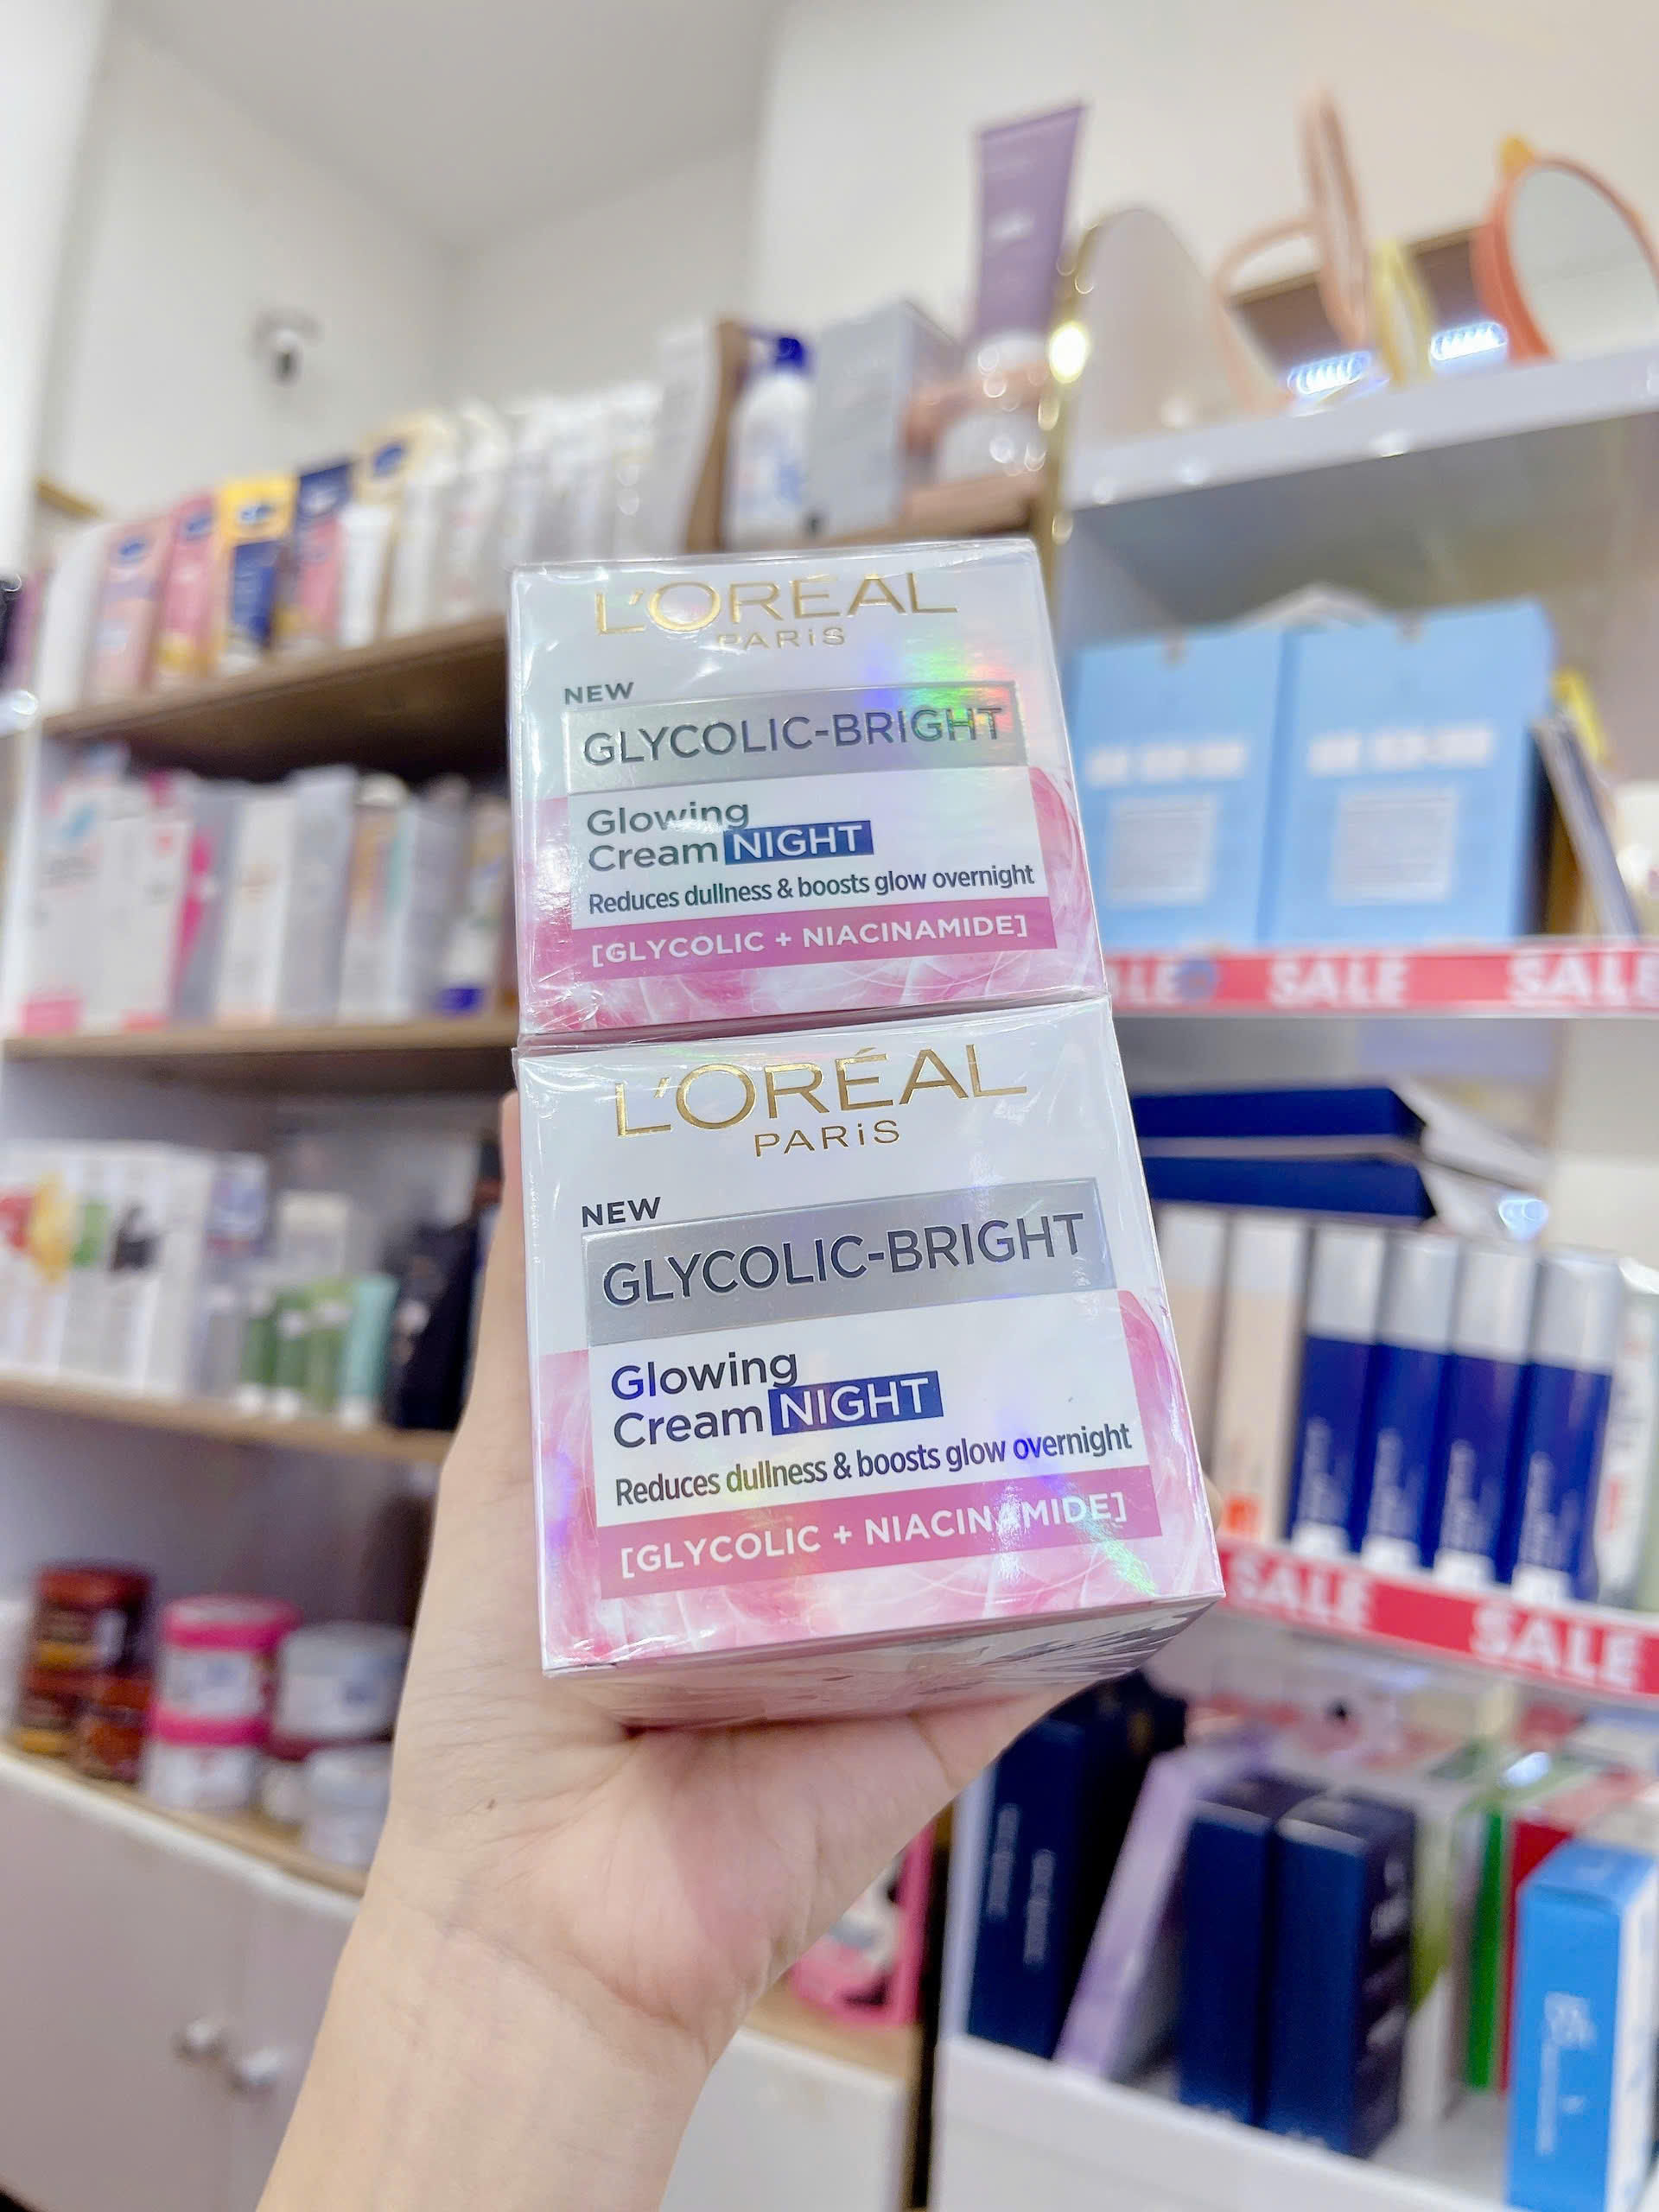 L'ORÉAL
PARiS
NEW
GLYCOLIC-BRIGHT
Glowing
Cream NIGHT
Reduces dullness & boosts glow overnight
[GLYCOLIC + NIACINAMIDE]
L'ORÉAL
PARiS
NEW
GLYCOLIC-BRIGHT
Glowing
Cream NIGHT
Reduces dullness & boosts glow overnight
[GLYCOLIC + NIACINAMIDE]
SALE SALE
SALE SALE